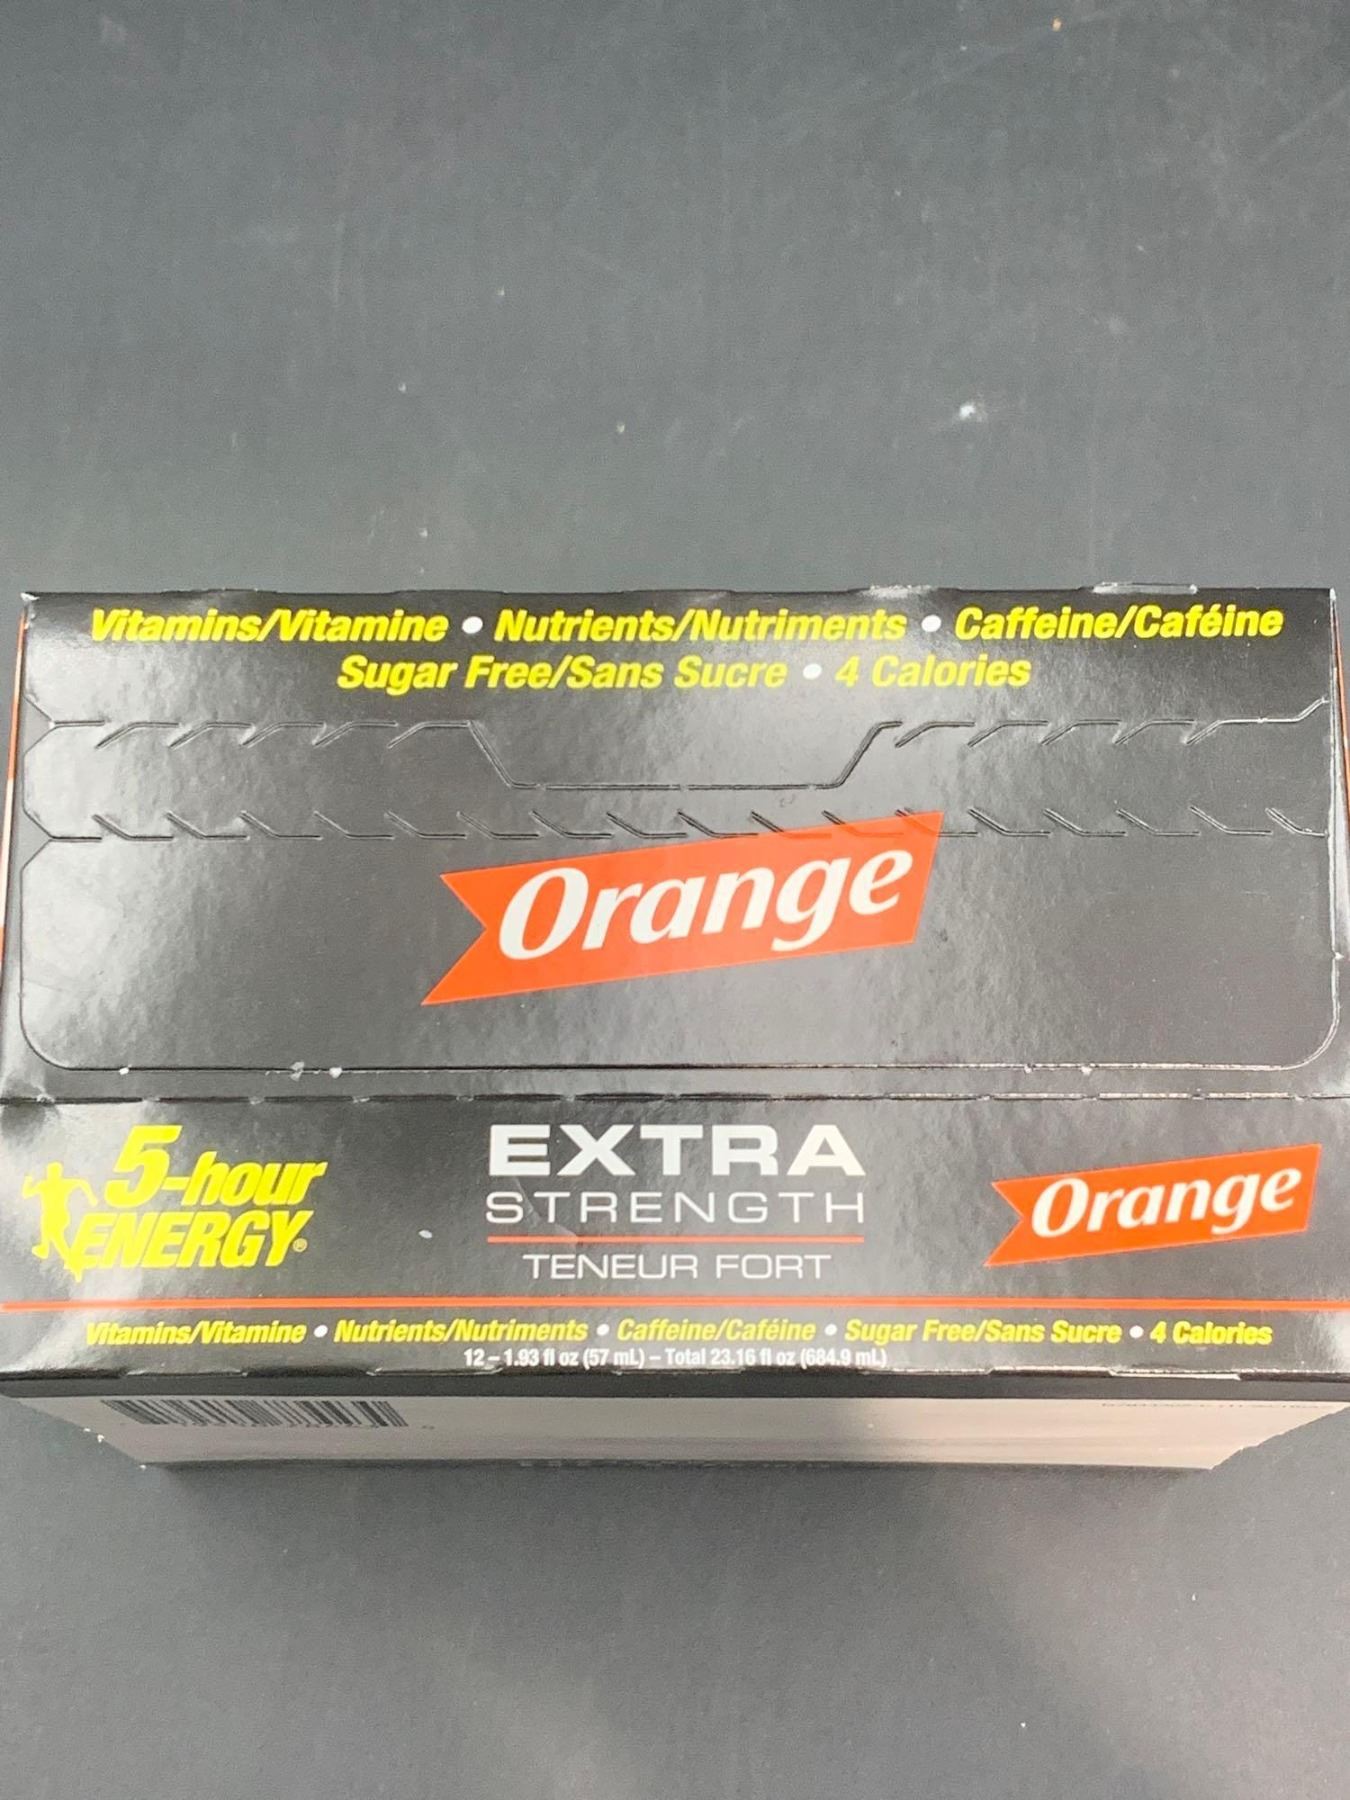 Vitamins/Vitamine • Nutrients/Nutriments • Caffeine/Caféine
Sugar Free/Sans Sucre • 4 Calories
Orange
5-hour
ENERGY®
EXTRA
STRENGTH
TENEUR FORT
Orange
Vitamins/Vitamine • Nutrients/Nutriments • Caffeine/Caféine • Sugar Free/Sans Sucre • 4 Calories
12 – 1.93 fl oz (57 mL) – Total 23.16 fl oz (684.9 mL)